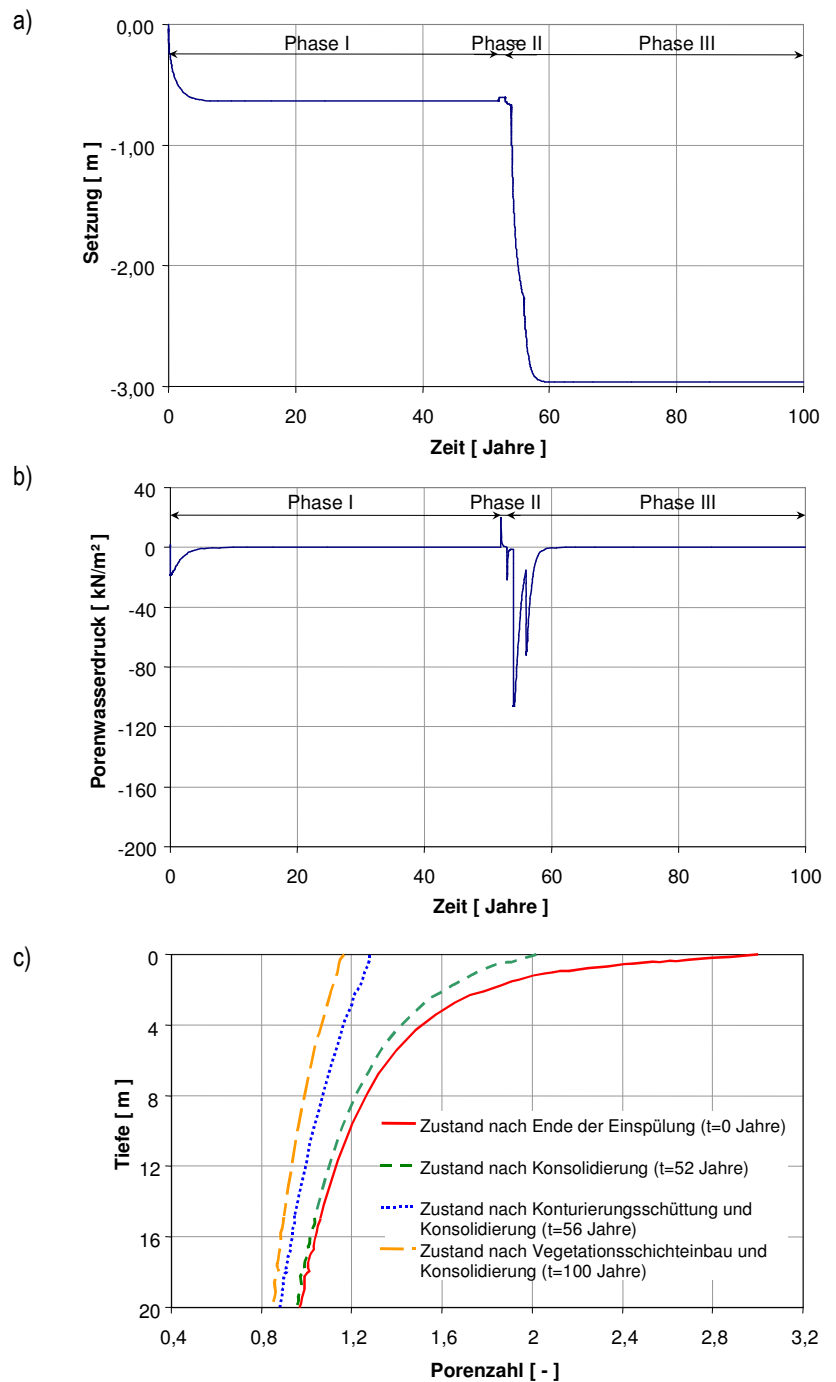 a)
0,00
-1,00
-2,00
-3,00
Setzung [ m ]
Phase I
Phase II
Phase III
0
20
40
60
80
100
Zeit [ Jahre ]
b)
40
0
-40
-80
-120
-160
-200
Porenwasserdruck [ kN/m² ]
Phase I
Phase II
Phase III
0
20
40
60
80
100
Zeit [ Jahre ]
c)
0
4
8
12
16
20
Tiefe [ m ]
Zustand nach Ende der Einspülung (t=0 Jahre)
Zustand nach Konsolidierung (t=52 Jahre)
Zustand nach Konturierungsschüttung und
Konsolidierung (t=56 Jahre)
Zustand nach Vegetationsschichteinbau und
Konsolidierung (t=100 Jahre)
0,4
0,8
1,2
1,6
2
2,4
2,8
3,2
Porenzahl [ - ]